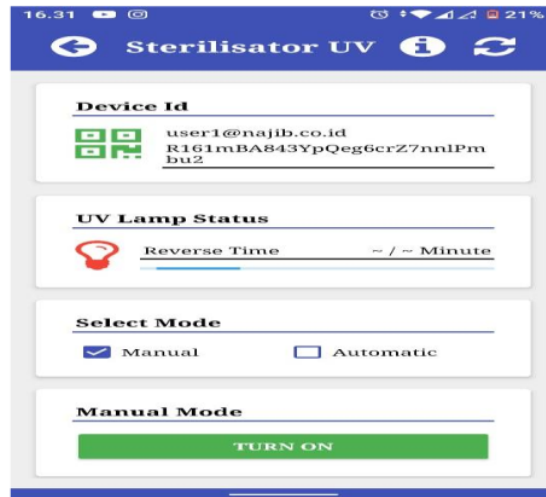 16.31 21%
Sterilisator UV
Device Id
user1@najib.co.id
R161mBA843YpQeg6crZ7nnlPm
bu2
UV Lamp Status
Reverse Time ~ / ~ Minute
Select Mode
Manual Automatic
Manual Mode
TURN ON